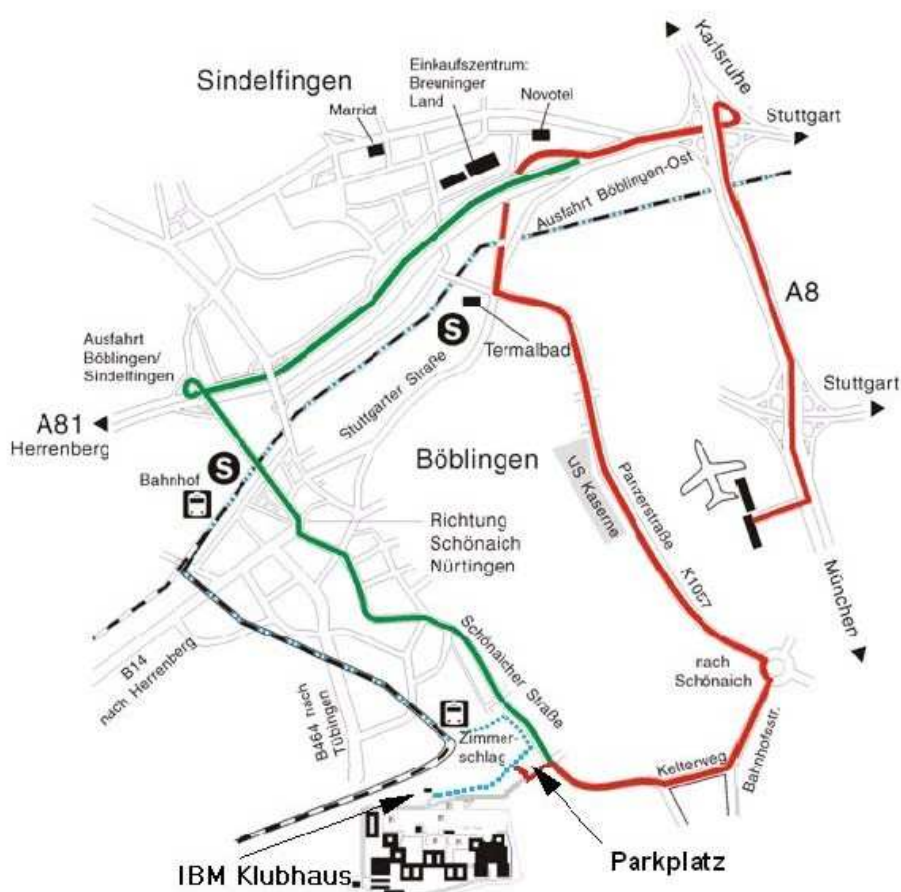 Karlsruhe
Sindelfingen
Einkaufszentrum:
Breuninger
Land
Marriot
Novotel
Stuttgart
Ausfahrt Böblingen-Ost
A8
S
Termalbad
Ausfahrt
Böblingen/
Sindelfingen
Stuttgarter Straße
Stuttgart
A81
Herrenberg
S
Bahnhof
Böblingen
US Kaserne
Panzerstraße
K1057
Richtung
Schönaich
Nürtingen
München
nach
Schönaich
B14
nach Herrenberg
Schönaicher Straße
B464 nach
Tübingen
Zimmer-
schlag
Kelterweg
Bahnhofsstr.
IBM Klubhaus
Parkplatz